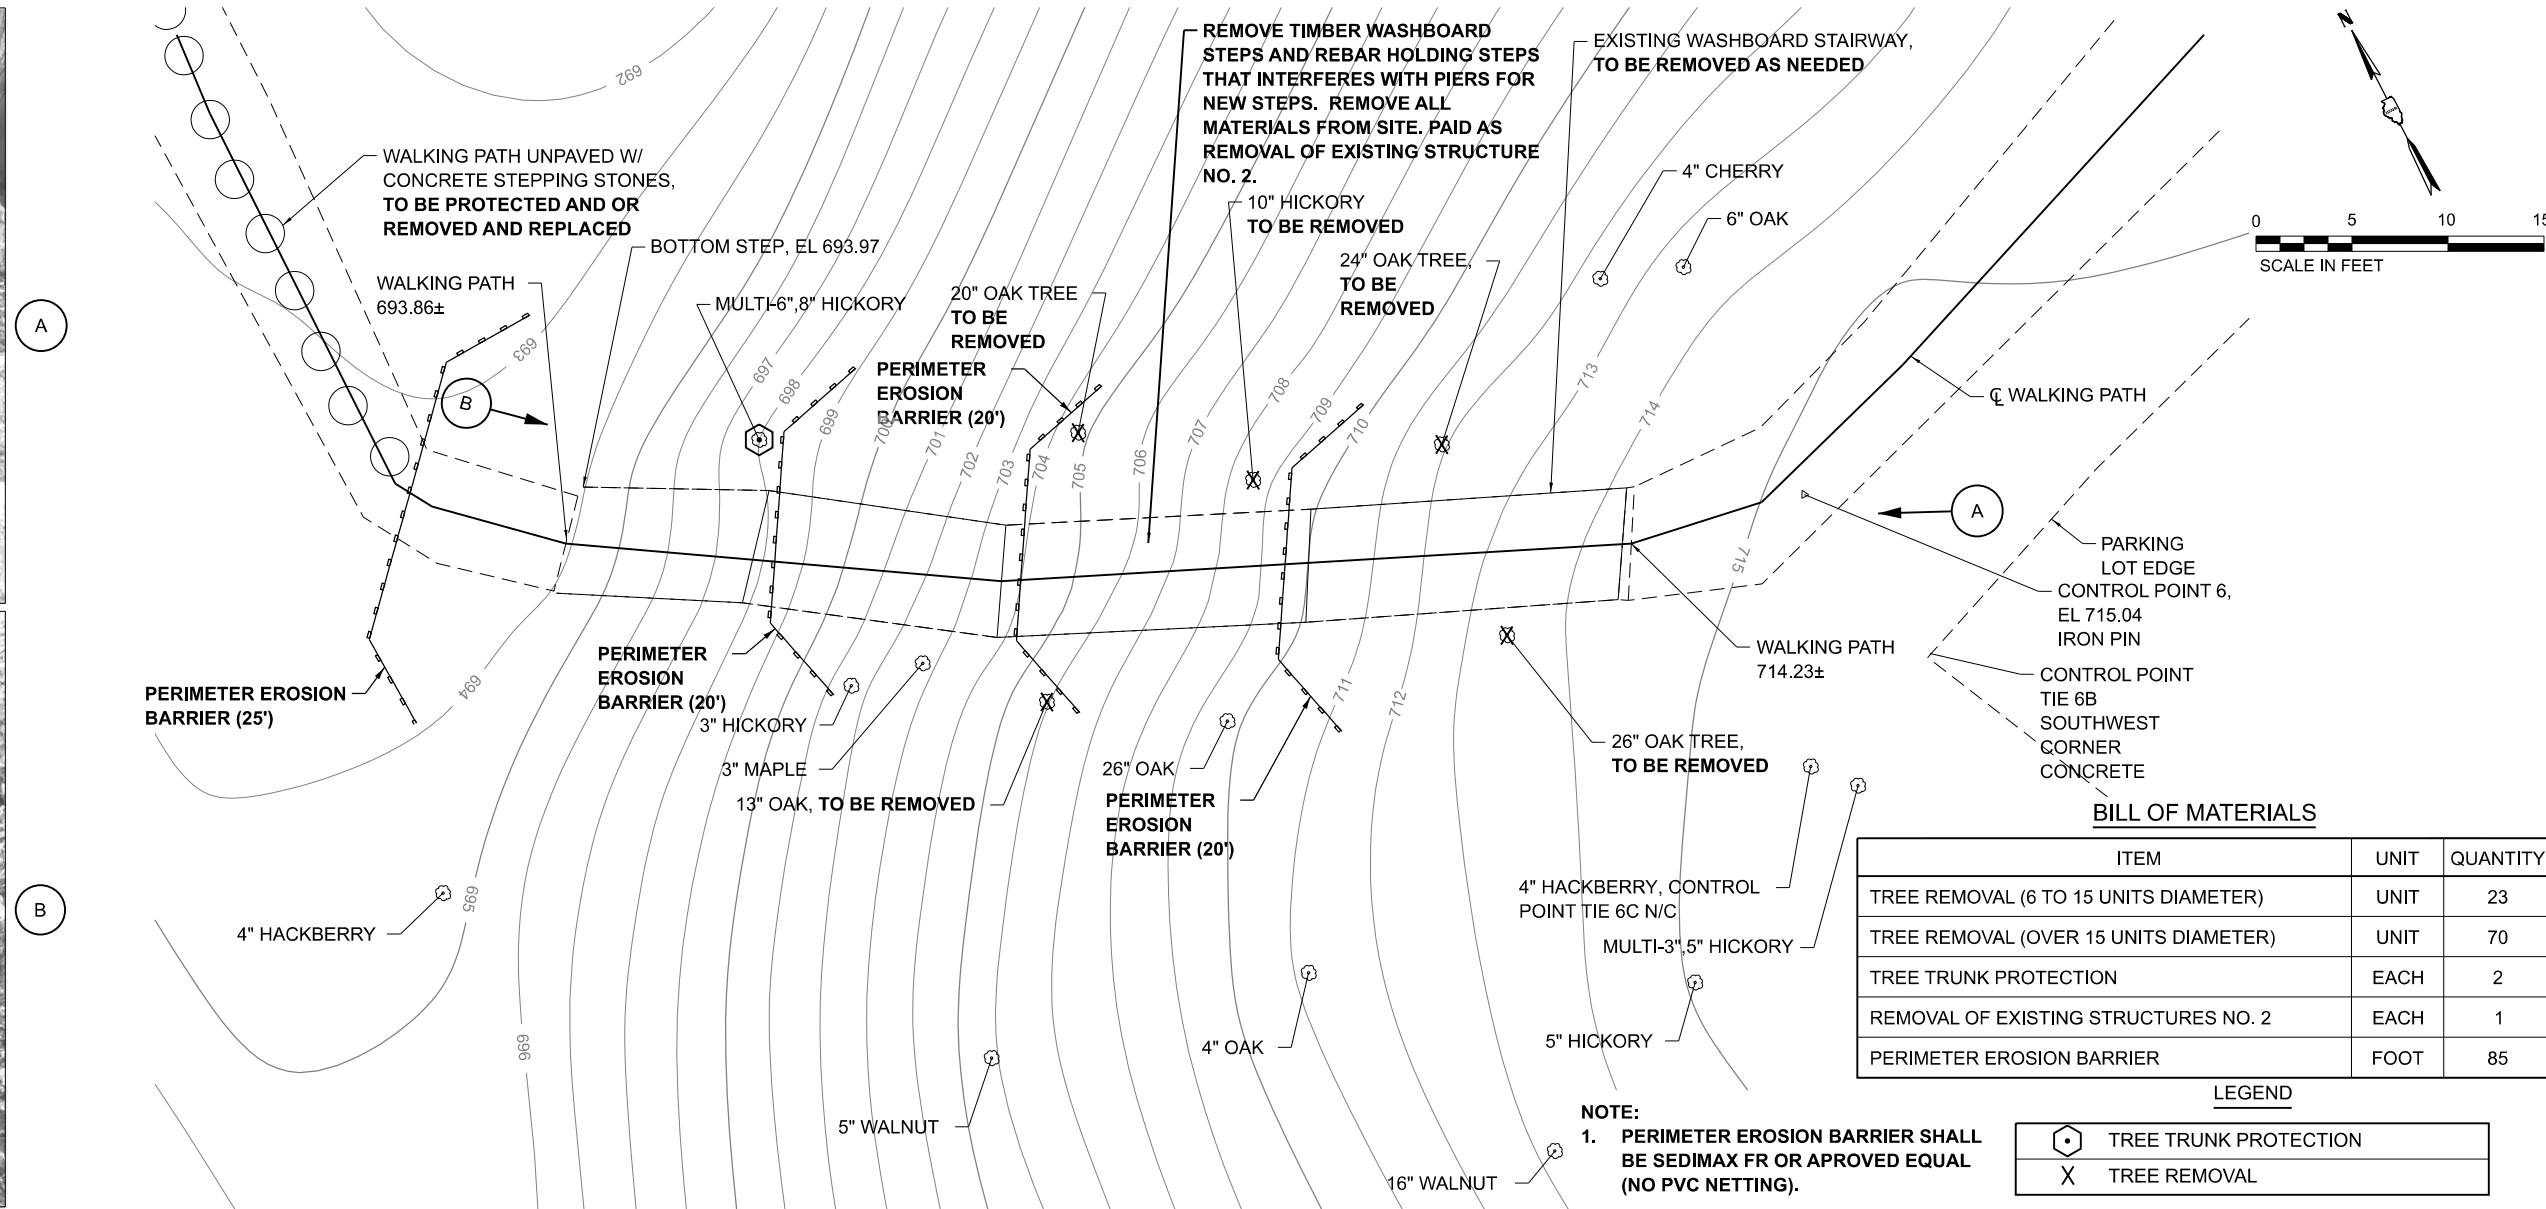 REMOVE TIMBER WASHBOARD
STEPS AND REBAR HOLDING STEPS
THAT INTERFERES WITH PIERS FOR
NEW STEPS. REMOVE ALL
MATERIALS FROM SITE. PAID AS
REMOVAL OF EXISTING STRUCTURE
NO. 2.
EXISTING WASHBOARD STAIRWAY,
TO BE REMOVED AS NEEDED
N
692
WALKING PATH UNPAVED W/
CONCRETE STEPPING STONES,
TO BE PROTECTED AND OR
REMOVED AND REPLACED
4" CHERRY
10" HICKORY
TO BE REMOVED
6" OAK
0 5 10 15
SCALE IN FEET
BOTTOM STEP, EL 693.97
WALKING PATH
693.86±
24" OAK TREE,
TO BE
REMOVED
MULTI-6",8" HICKORY
20" OAK TREE
TO BE
REMOVED
A
693
PERIMETER
EROSION
BARRIER (20')
697
698
699
700
701
702
703
704
705
706
707
708
709
710
713
714
B
℄ WALKING PATH
A
PARKING
LOT EDGE
715
CONTROL POINT 6,
EL 715.04
IRON PIN
WALKING PATH
714.23±
CONTROL POINT
TIE 6B
SOUTHWEST
CORNER
CONCRETE
PERIMETER
EROSION
BARRIER (20')
694
PERIMETER EROSION
BARRIER (25')
711
712
3" HICKORY
3" MAPLE
13" OAK, TO BE REMOVED
26" OAK
PERIMETER
EROSION
BARRIER (20')
26" OAK TREE,
TO BE REMOVED
B
695
4" HACKBERRY
4" HACKBERRY, CONTROL
POINT TIE 6C N/C
MULTI-3",5" HICKORY
696
4" OAK
5" HICKORY
5" WALNUT
16" WALNUT
BILL OF MATERIALS
ITEM UNIT QUANTITY
TREE REMOVAL (6 TO 15 UNITS DIAMETER) UNIT 23
TREE REMOVAL (OVER 15 UNITS DIAMETER) UNIT 70
TREE TRUNK PROTECTION EACH 2
REMOVAL OF EXISTING STRUCTURES NO. 2 EACH 1
PERIMETER EROSION BARRIER FOOT 85
NOTE:
1. PERIMETER EROSION BARRIER SHALL
BE SEDIMAX FR OR APROVED EQUAL
(NO PVC NETTING).
LEGEND
TREE TRUNK PROTECTION
X TREE REMOVAL